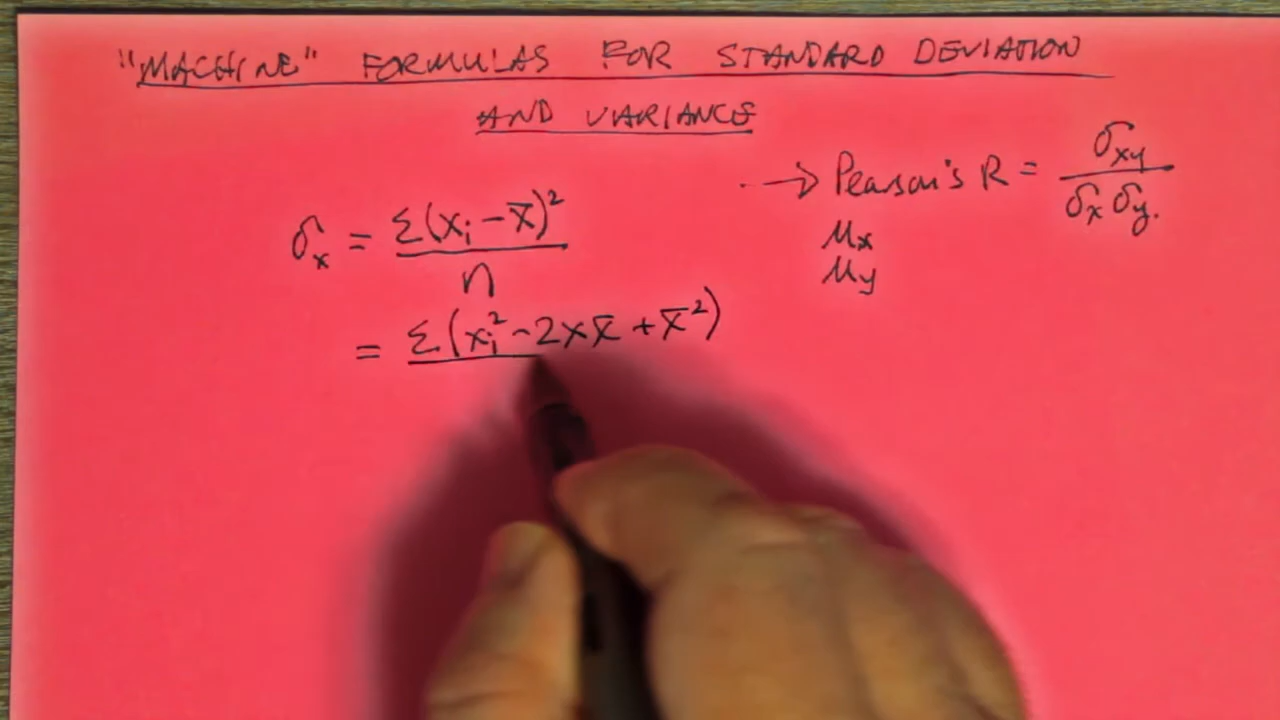 "MACHINE" FORMULAS FOR STANDARD DEVIATION
AND VARIANCE
→ Pearson's R = σxy / σx σy.
μx
μy
σx = Σ(xi − x̄)² / n
= Σ(xi² − 2xx̄ + x̄²)